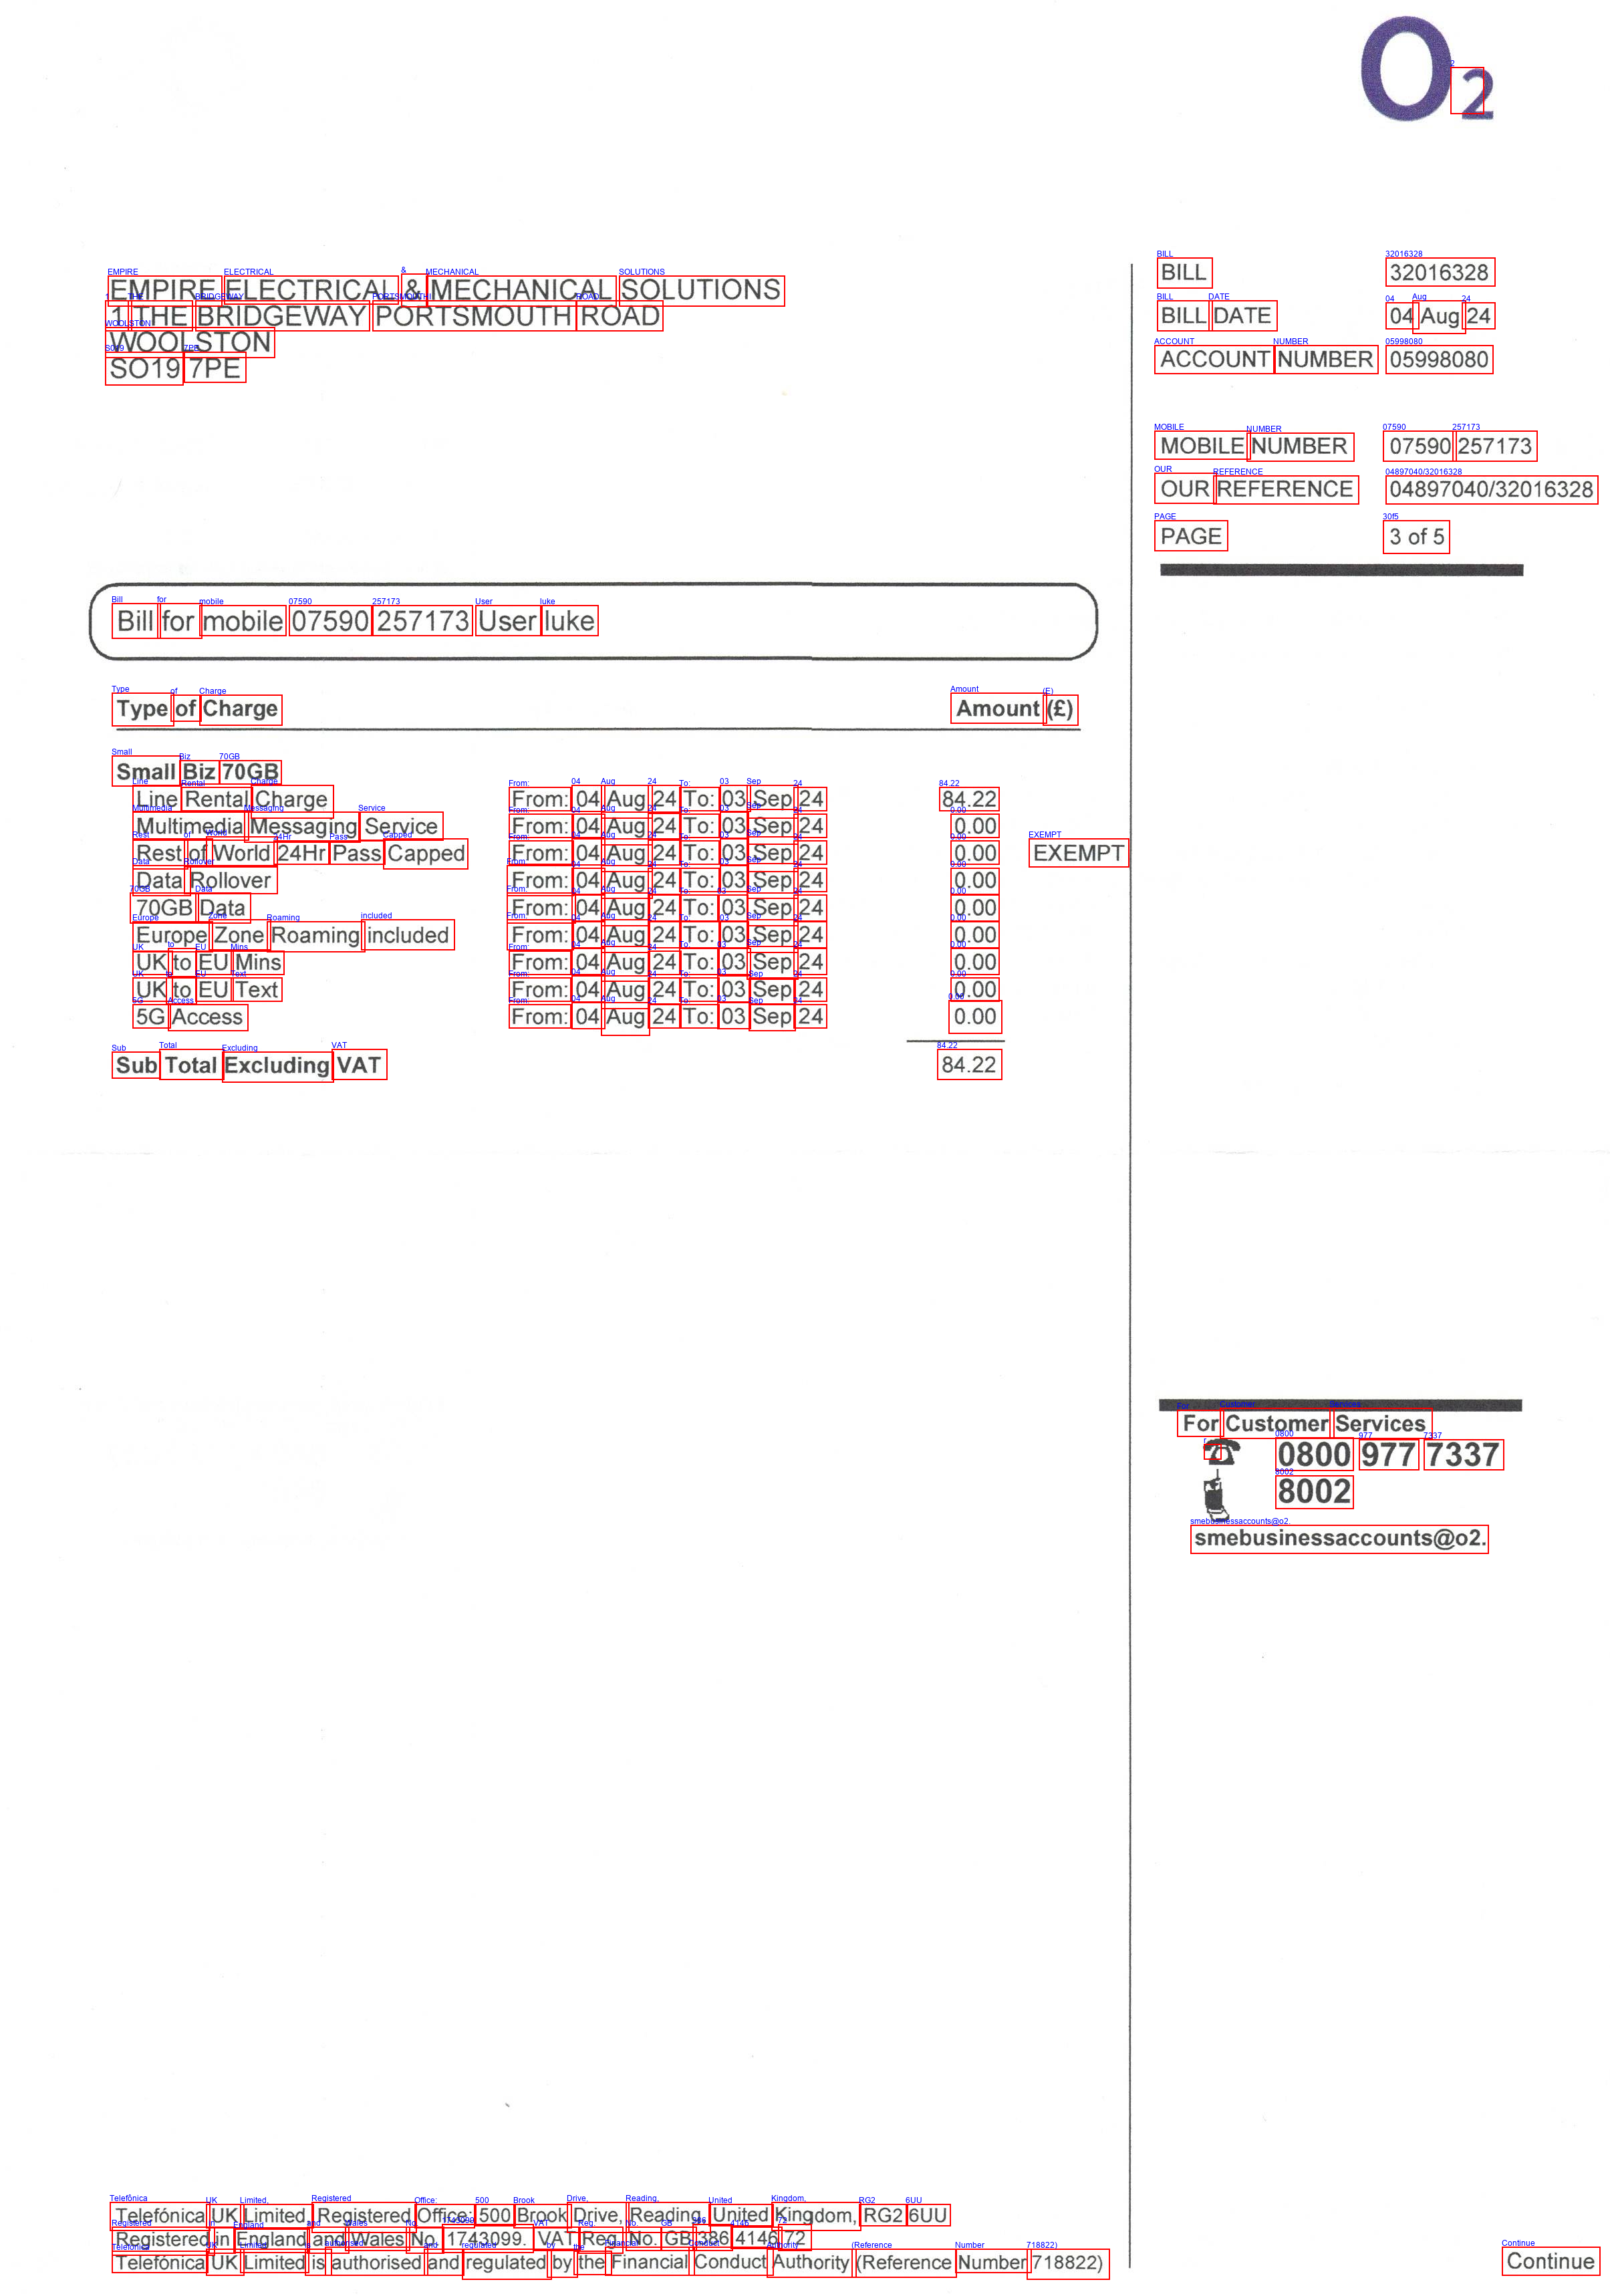 O2
EMPIRE ELECTRICAL & MECHANICAL SOLUTIONS
1 THE BRIDGEWAY PORTSMOUTH ROAD
WOOLSTON
SO19 7PE
BILL 32016328
BILL DATE 04 Aug 24
ACCOUNT NUMBER 05998080
MOBILE NUMBER 07590 257173
OUR REFERENCE 04897040/32016328
PAGE 3 of 5
Bill for mobile 07590 257173 User luke
Type of Charge Amount (£)
Small Biz 70GB
Line Rental Charge From: 04 Aug 24 To: 03 Sep 24 84.22
Multimedia Messaging Service From: 04 Aug 24 To: 03 Sep 24 0.00
Rest of World 24Hr Pass Capped From: 04 Aug 24 To: 03 Sep 24 0.00 EXEMPT
Data Rollover From: 04 Aug 24 To: 03 Sep 24 0.00
70GB Data From: 04 Aug 24 To: 03 Sep 24 0.00
Europe Zone Roaming included From: 04 Aug 24 To: 03 Sep 24 0.00
UK to EU Mins From: 04 Aug 24 To: 03 Sep 24 0.00
UK to EU Text From: 04 Aug 24 To: 03 Sep 24 0.00
5G Access From: 04 Aug 24 To: 03 Sep 24 0.00
Sub Total Excluding VAT 84.22
For Customer Services
0800 977 7337
8002
smebusinessaccounts@o2.
Telefónica UK Limited, Registered Office: 500 Brook Drive, Reading, United Kingdom, RG2 6UU
Registered in England and Wales No. 1743099. VAT Reg. No. GB 386 4146 72
Telefónica UK Limited is authorised and regulated by the Financial Conduct Authority (Reference Number 718822)
Continue